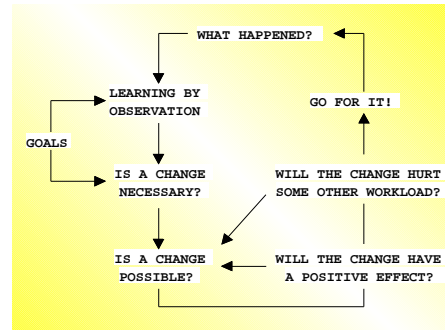 WHAT HAPPENED?
LEARNING BY
OBSERVATION
GO FOR IT!
GOALS
IS A CHANGE
NECESSARY?
WILL THE CHANGE HURT
SOME OTHER WORKLOAD?
IS A CHANGE
POSSIBLE?
WILL THE CHANGE HAVE
A POSITIVE EFFECT?